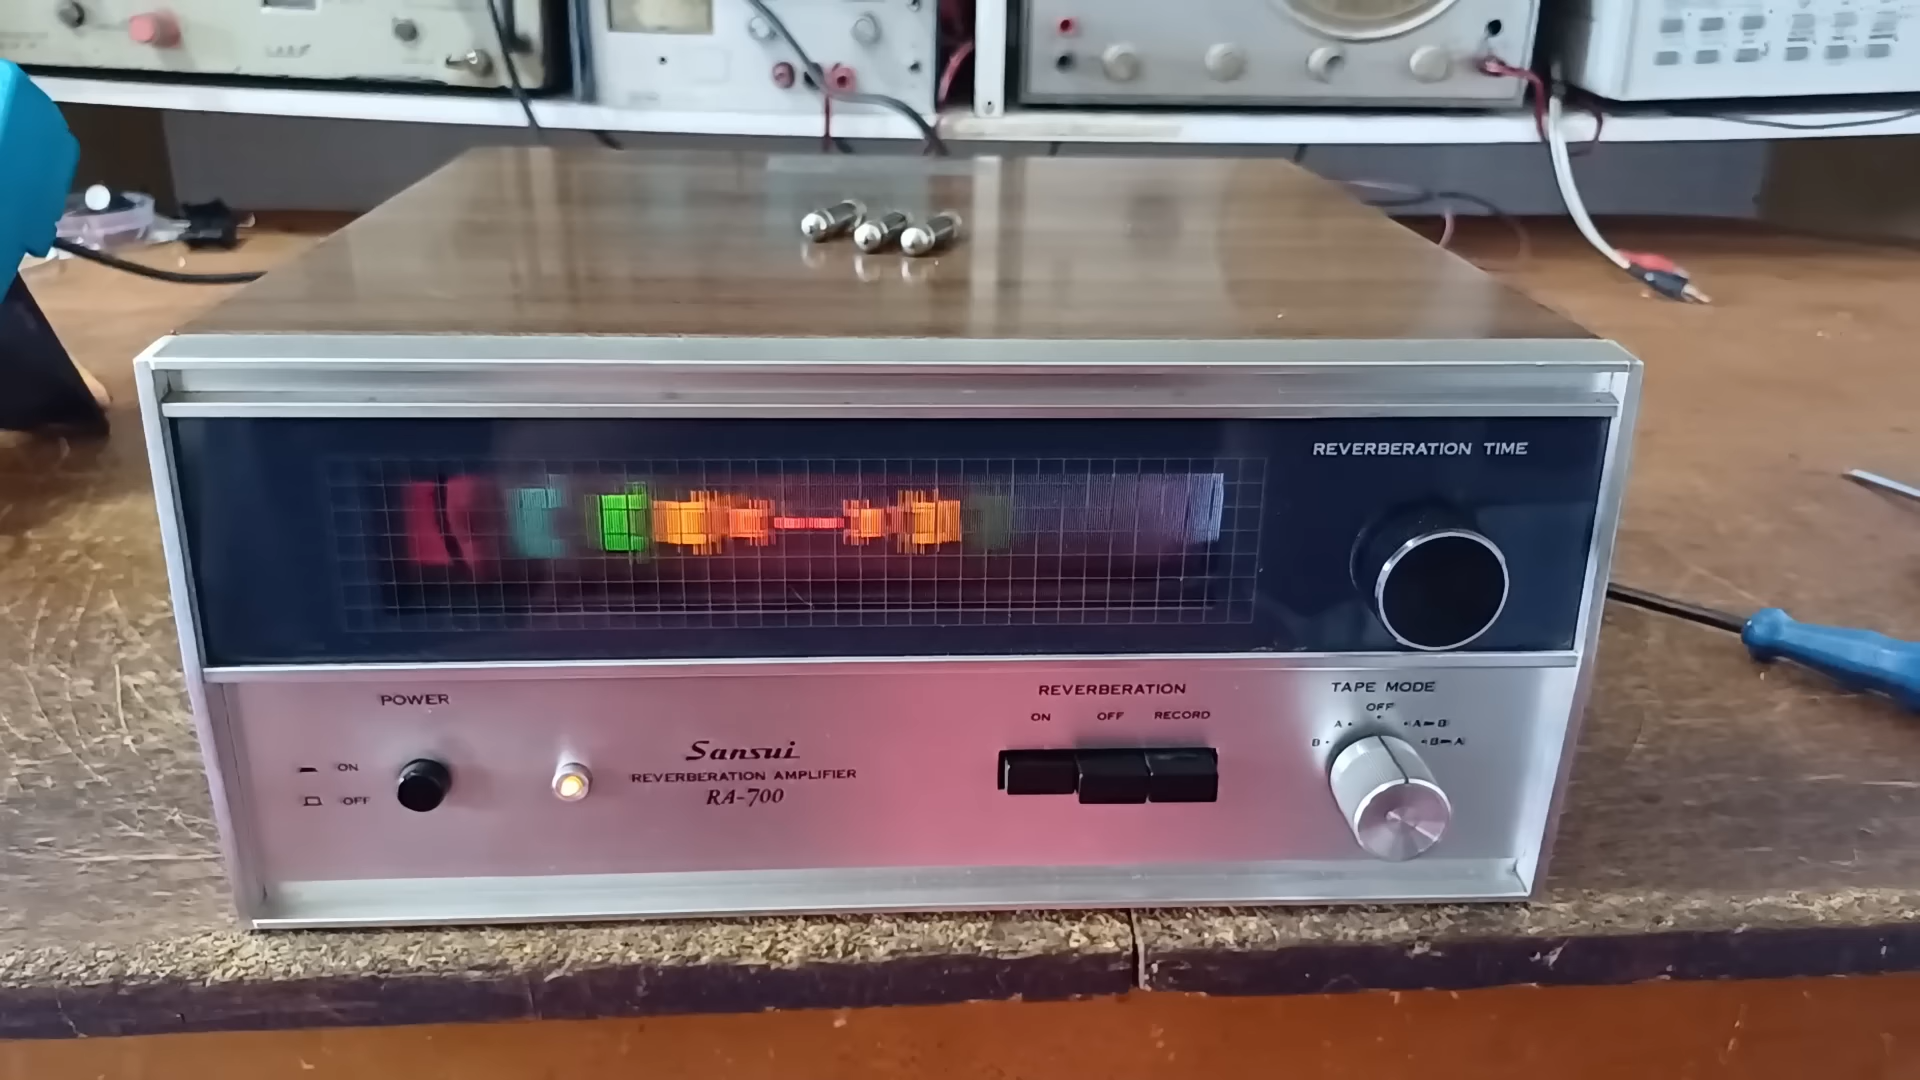 REVERBERATION TIME
POWER
ON
OFF
Sansui
REVERBERATION AMPLIFIER
RA-700
REVERBERATION
ON OFF RECORD
TAPE MODE
OFF
A A B
B B A